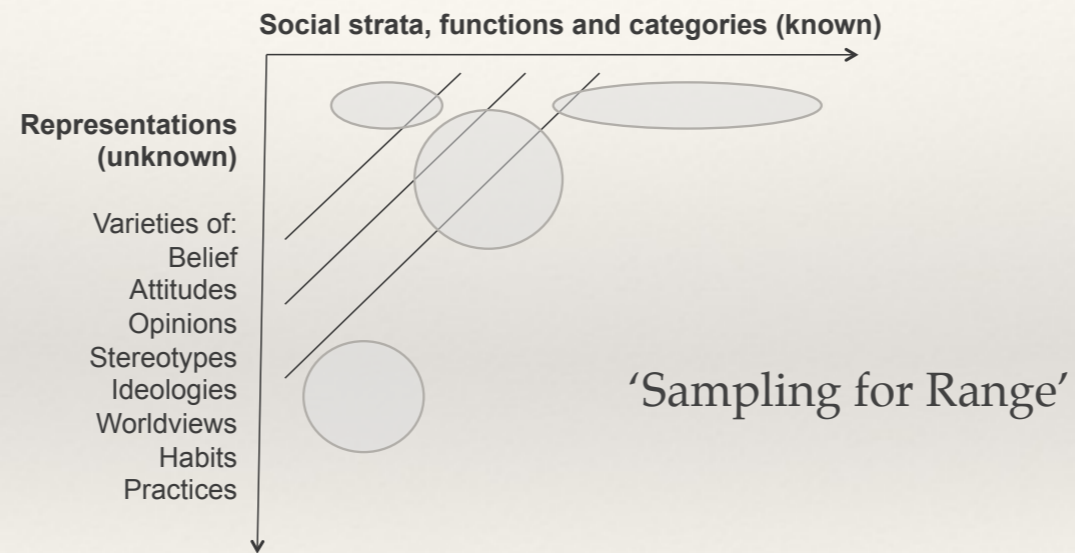 Social strata, functions and categories (known)
Representations
(unknown)
Varieties of:
Belief
Attitudes
Opinions
Stereotypes
Ideologies
Worldviews
Habits
Practices
‘Sampling for Range’